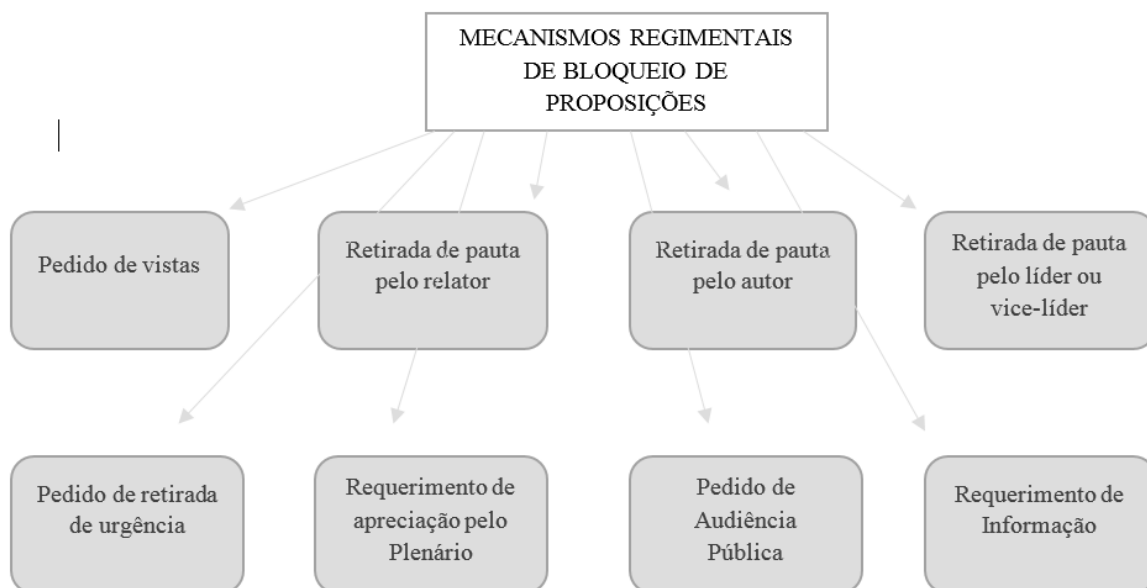 MECANISMOS REGIMENTAIS
DE BLOQUEIO DE
PROPOSIÇÕES
Pedido de vistas
Retirada de pauta
pelo relator
Retirada de pauta
pelo autor
Retirada de pauta
pelo líder ou
vice-líder
Pedido de retirada
de urgência
Requerimento de
apreciação pelo
Plenário
Pedido de
Audiência
Pública
Requerimento de
Informação